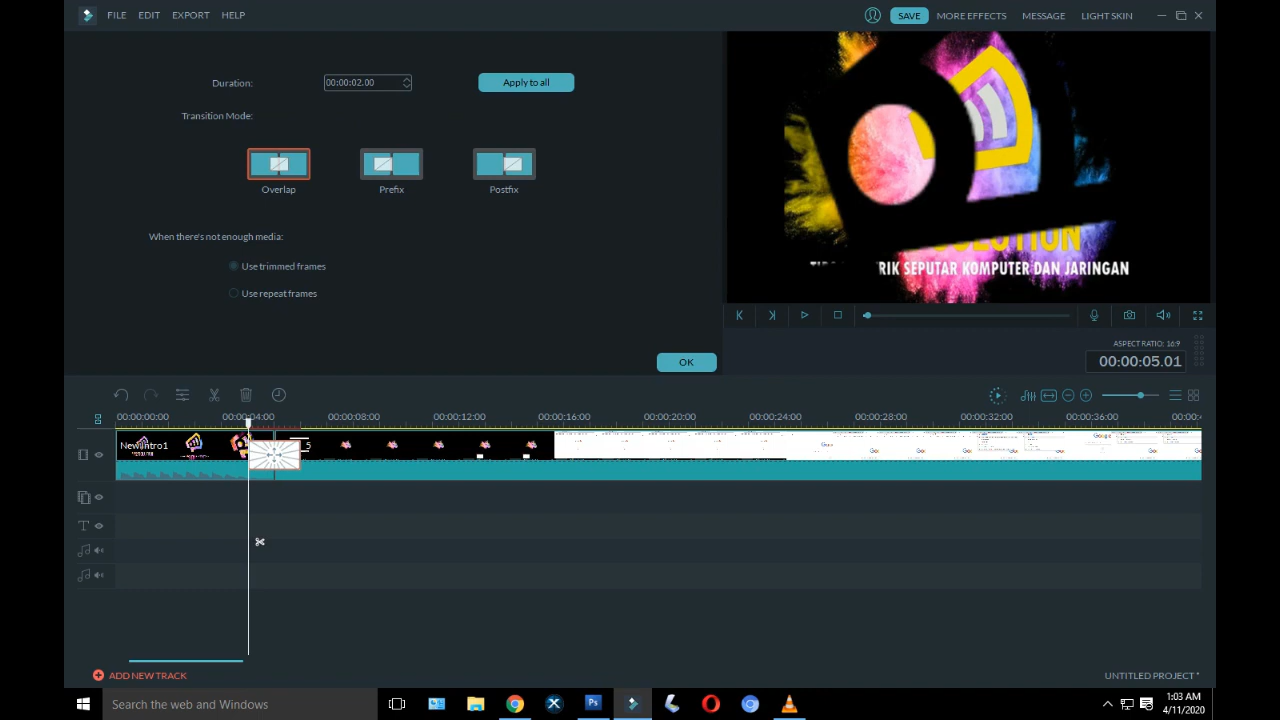 FILE EDIT EXPORT HELP
SAVE MORE EFFECTS MESSAGE LIGHT SKIN
Duration: 00:00:02.00 Apply to all
Transition Mode:
Overlap Prefix Postfix
When there's not enough media:
Use trimmed frames
Use repeat frames
OK
RIK SEPUTAR KOMPUTER DAN JARINGAN
ASPECT RATIO: 16:9
00:00:05.01
00:00:00:00 00:00:04:00 00:00:08:00 00:00:12:00 00:00:16:00 00:00:20:00 00:00:24:00 00:00:28:00 00:00:32:00 00:00:36:00
New Intro1 5
Google
ADD NEW TRACK
UNTITLED PROJECT *
Search the web and Windows
1:03 AM
4/11/2020